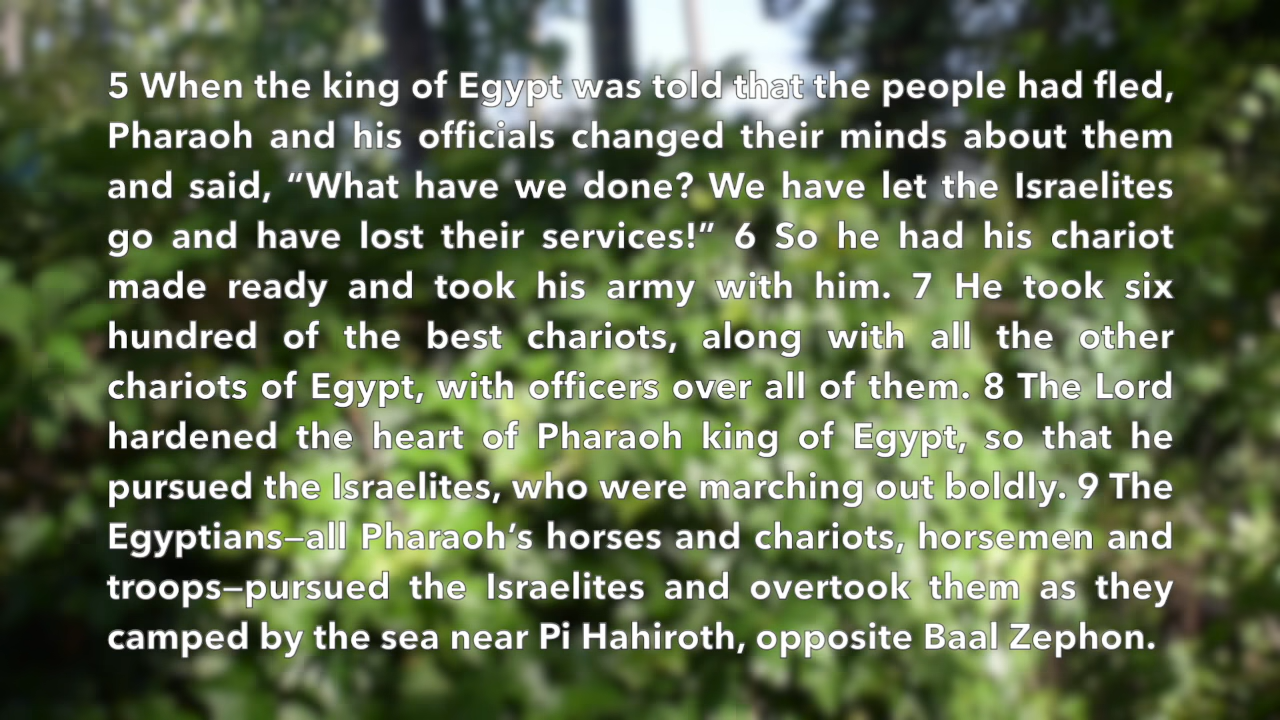 5 When the king of Egypt was told that the people had fled,
Pharaoh and his officials changed their minds about them
and said, “What have we done? We have let the Israelites
go and have lost their services!” 6 So he had his chariot
made ready and took his army with him. 7 He took six
hundred of the best chariots, along with all the other
chariots of Egypt, with officers over all of them. 8 The Lord
hardened the heart of Pharaoh king of Egypt, so that he
pursued the Israelites, who were marching out boldly. 9 The
Egyptians—all Pharaoh’s horses and chariots, horsemen and
troops—pursued the Israelites and overtook them as they
camped by the sea near Pi Hahiroth, opposite Baal Zephon.